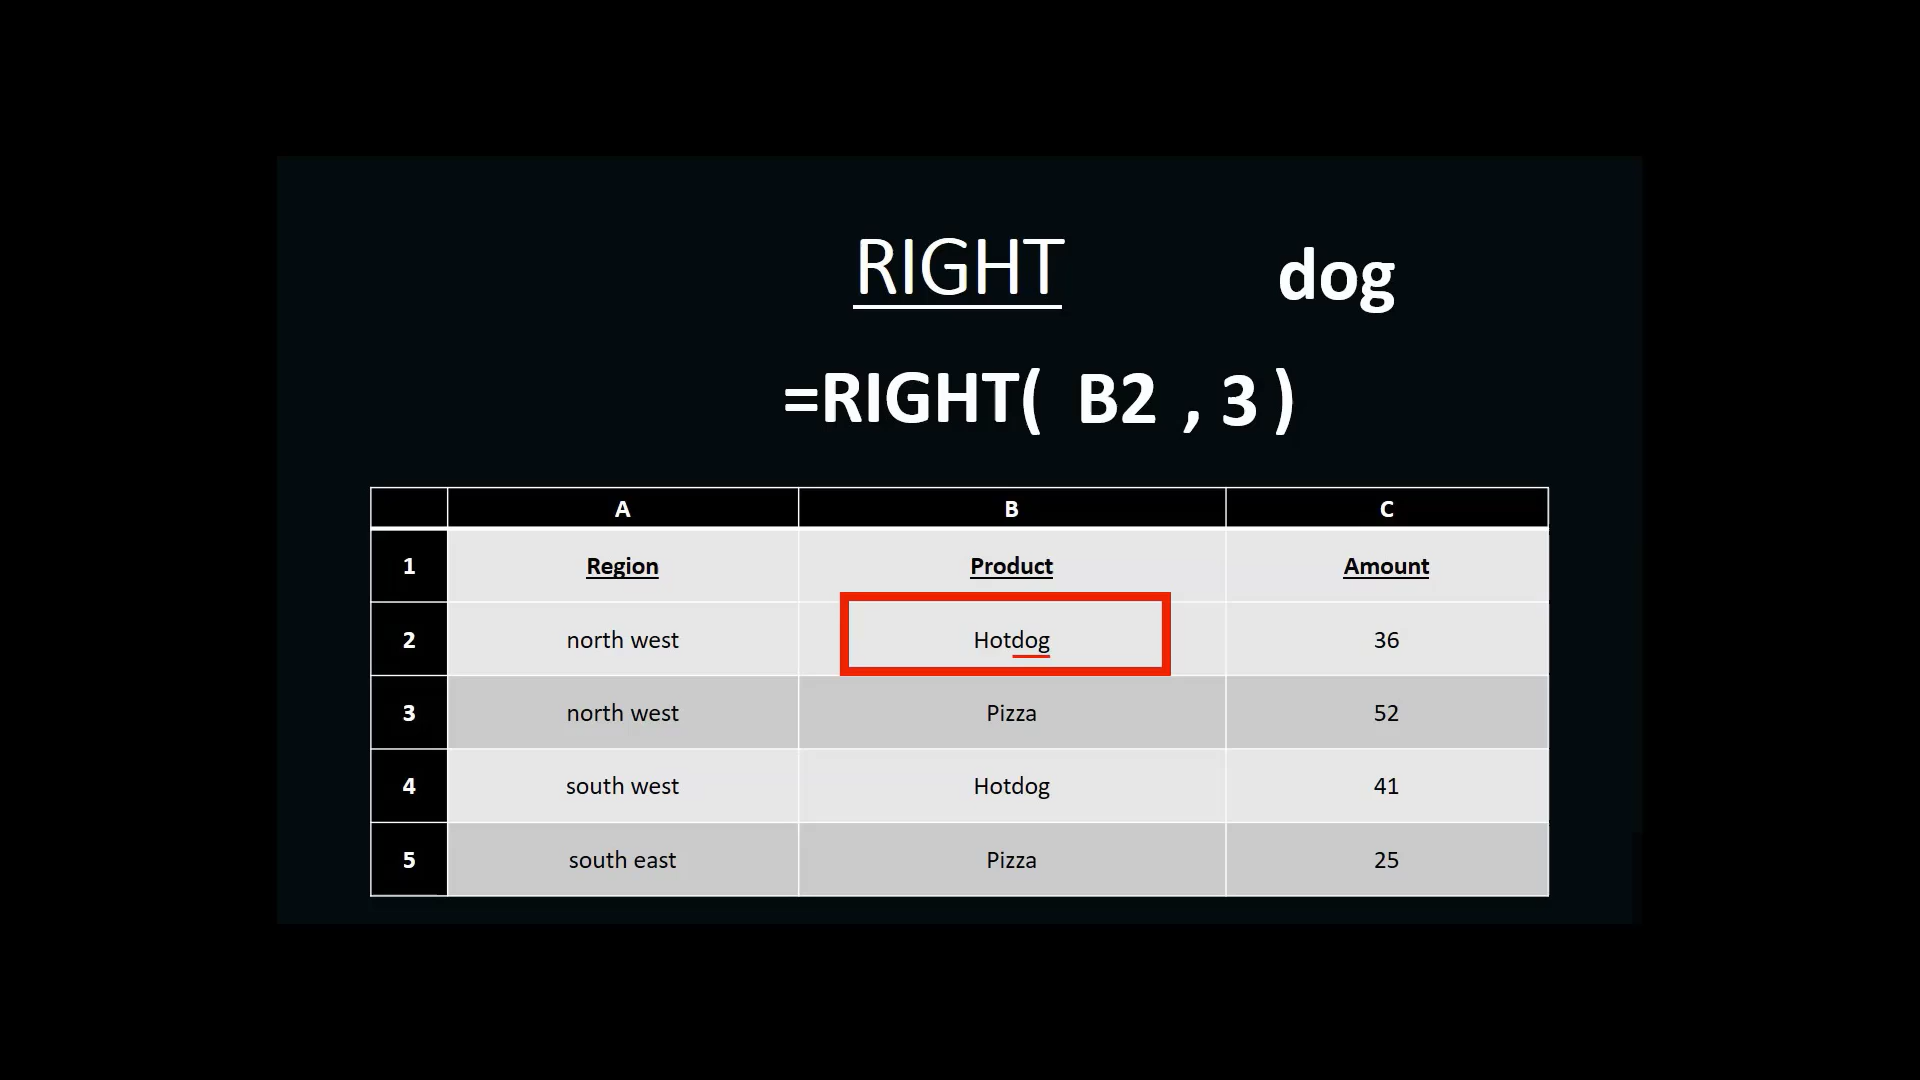 RIGHT dog
=RIGHT( B2 , 3 )
A B C
1 Region Product Amount
2 north west Hotdog 36
3 north west Pizza 52
4 south west Hotdog 41
5 south east Pizza 25